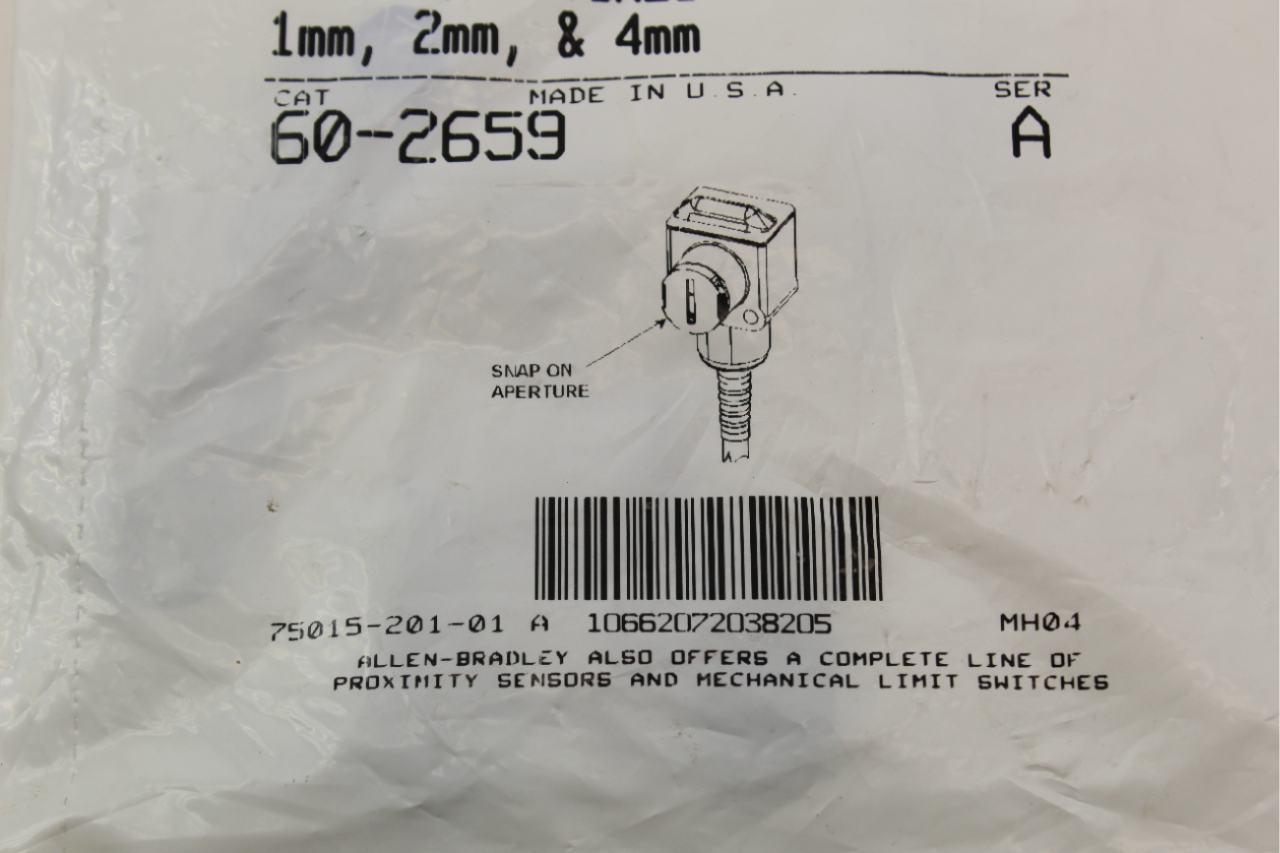 1mm, 2mm, & 4mm
CAT MADE IN U.S.A. SER
60-2659 A
SNAP ON
APERTURE
75015-201-01 A 10662072038205 MH04
ALLEN-BRADLEY ALSO OFFERS A COMPLETE LINE OF
PROXIMITY SENSORS AND MECHANICAL LIMIT SWITCHES